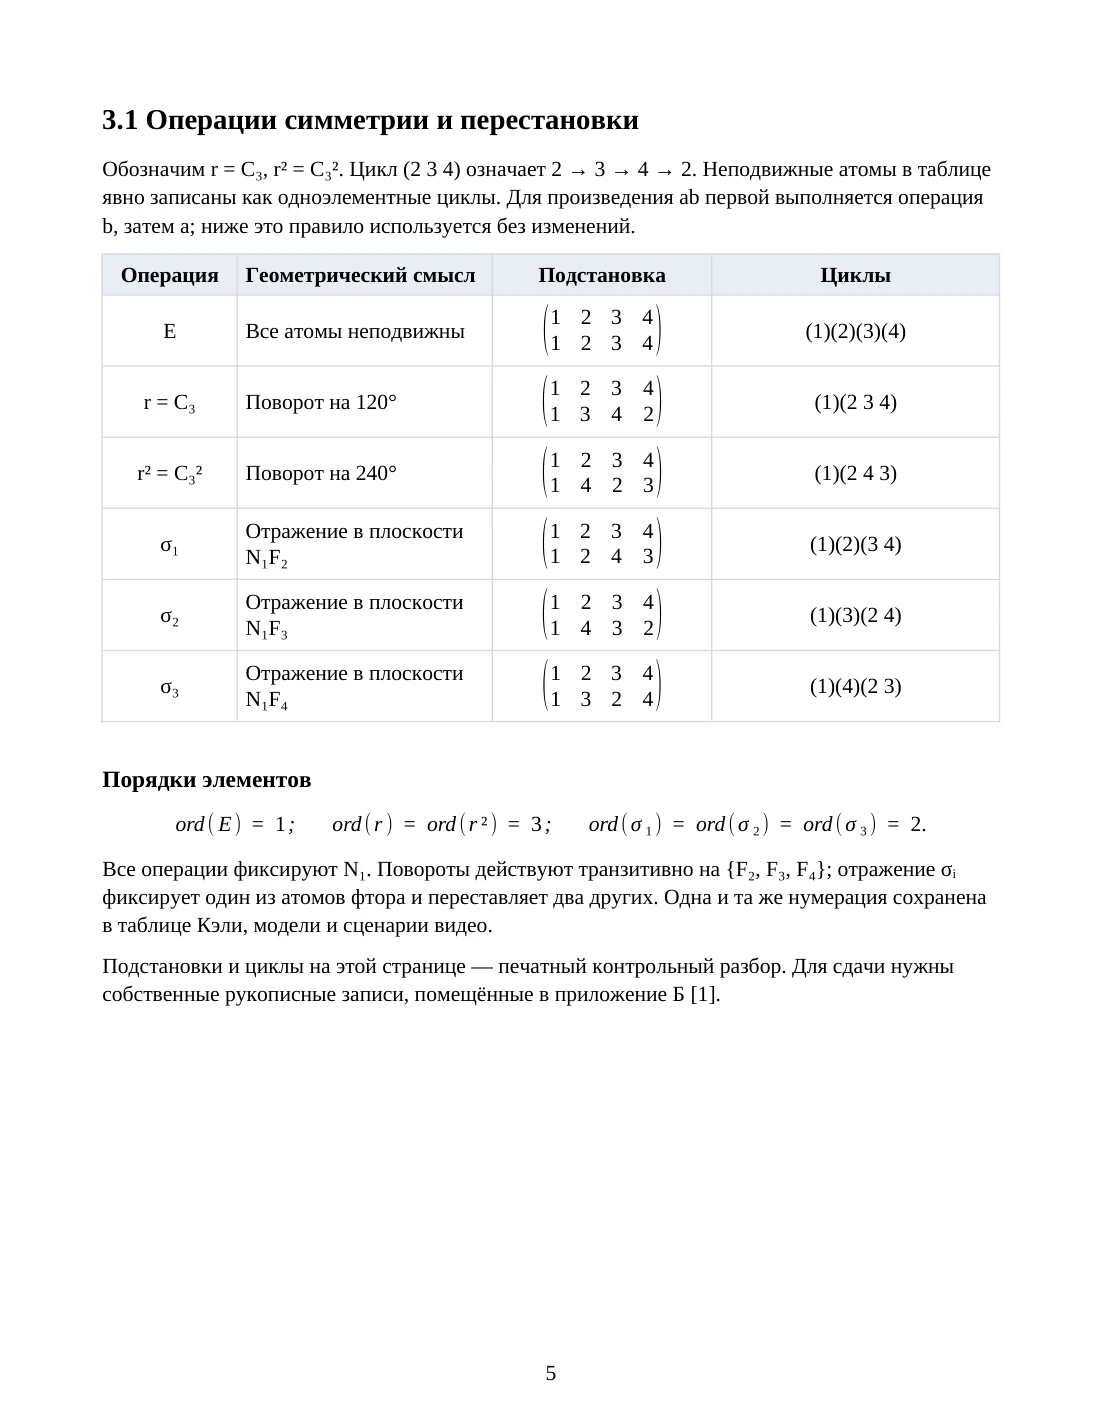 3.1 Операции симметрии и перестановки
Обозначим r = C₃, r² = C₃². Цикл (2 3 4) означает 2 → 3 → 4 → 2. Неподвижные атомы в таблице
явно записаны как одноэлементные циклы. Для произведения ab первой выполняется операция
b, затем a; ниже это правило используется без изменений.
Операция Геометрический смысл Подстановка Циклы
E Все атомы неподвижны (1 2 3 4 (1)(2)(3)(4)
1 2 3 4)
r = C₃ Поворот на 120° (1 2 3 4 (1)(2 3 4)
1 3 4 2)
r² = C₃² Поворот на 240° (1 2 3 4 (1)(2 4 3)
1 4 2 3)
σ₁ Отражение в плоскости (1 2 3 4 (1)(2)(3 4)
N₁F₂ 1 2 4 3)
σ₂ Отражение в плоскости (1 2 3 4 (1)(3)(2 4)
N₁F₃ 1 4 3 2)
σ₃ Отражение в плоскости (1 2 3 4 (1)(4)(2 3)
N₁F₄ 1 3 2 4)
Порядки элементов
ord(E) = 1; ord(r) = ord(r²) = 3; ord(σ₁) = ord(σ₂) = ord(σ₃) = 2.
Все операции фиксируют N₁. Повороты действуют транзитивно на {F₂, F₃, F₄}; отражение σᵢ
фиксирует один из атомов фтора и переставляет два других. Одна и та же нумерация сохранена
в таблице Кэли, модели и сценарии видео.
Подстановки и циклы на этой странице — печатный контрольный разбор. Для сдачи нужны
собственные рукописные записи, помещённые в приложение Б [1].
5